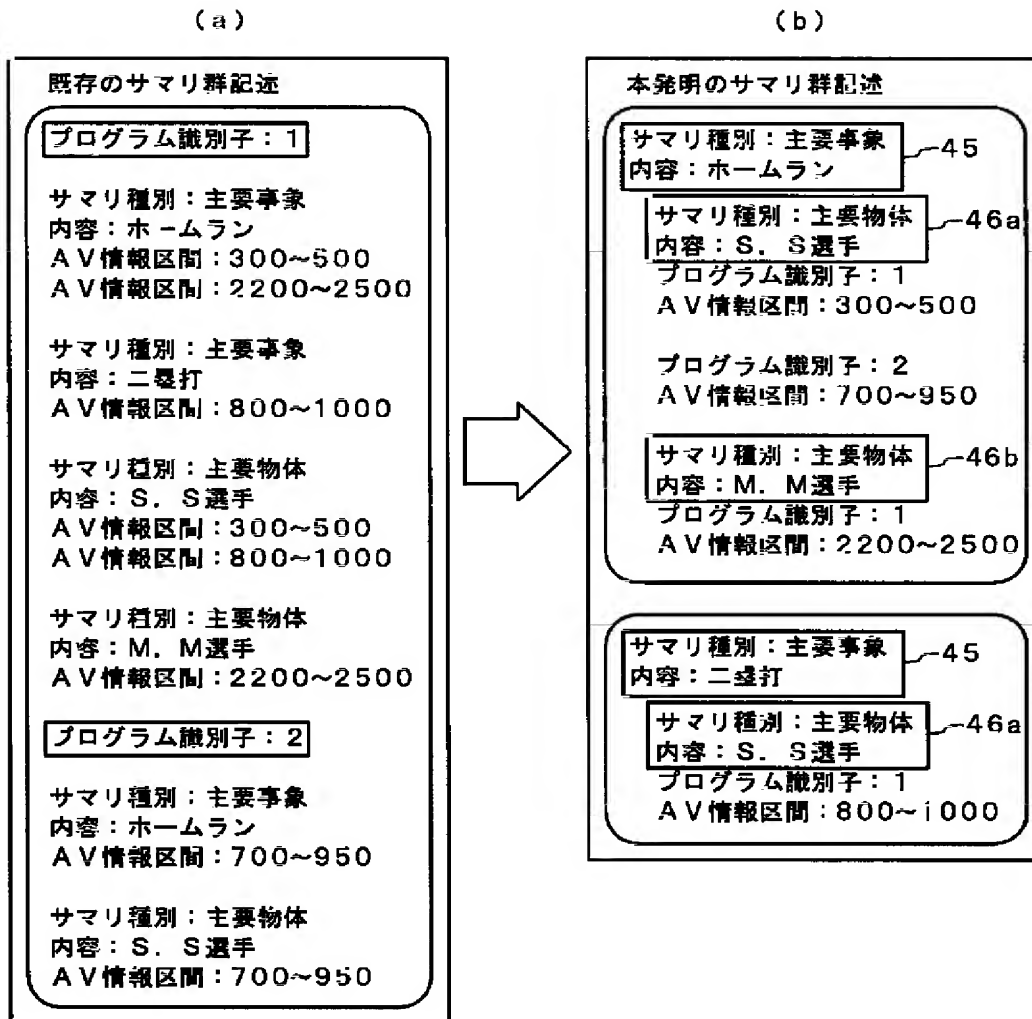 (a)
既存のサマリ群記述
プログラム識別子：1
サマリ種別：主要事象
内容：ホームラン
AV情報区間：300~500
AV情報区間：2200~2500
サマリ種別：主要事象
内容：二塁打
AV情報区間：800~1000
サマリ種別：主要物体
内容：S．S選手
AV情報区間：300~500
AV情報区間：800~1000
サマリ種別：主要物体
内容：M．M選手
AV情報区間：2200~2500
プログラム識別子：2
サマリ種別：主要事象
内容：ホームラン
AV情報区間：700~950
サマリ種別：主要物体
内容：S．S選手
AV情報区間：700~950
(b)
本発明のサマリ群記述
サマリ種別：主要事象
内容：ホームラン
45
サマリ種別：主要物体
内容：S．S選手
46a
プログラム識別子：1
AV情報区間：300~500
プログラム識別子：2
AV情報区間：700~950
サマリ種別：主要物体
内容：M．M選手
46b
プログラム識別子：1
AV情報区間：2200~2500
サマリ種別：主要事象
内容：二塁打
45
サマリ種別：主要物体
内容：S．S選手
46a
プログラム識別子：1
AV情報区間：800~1000